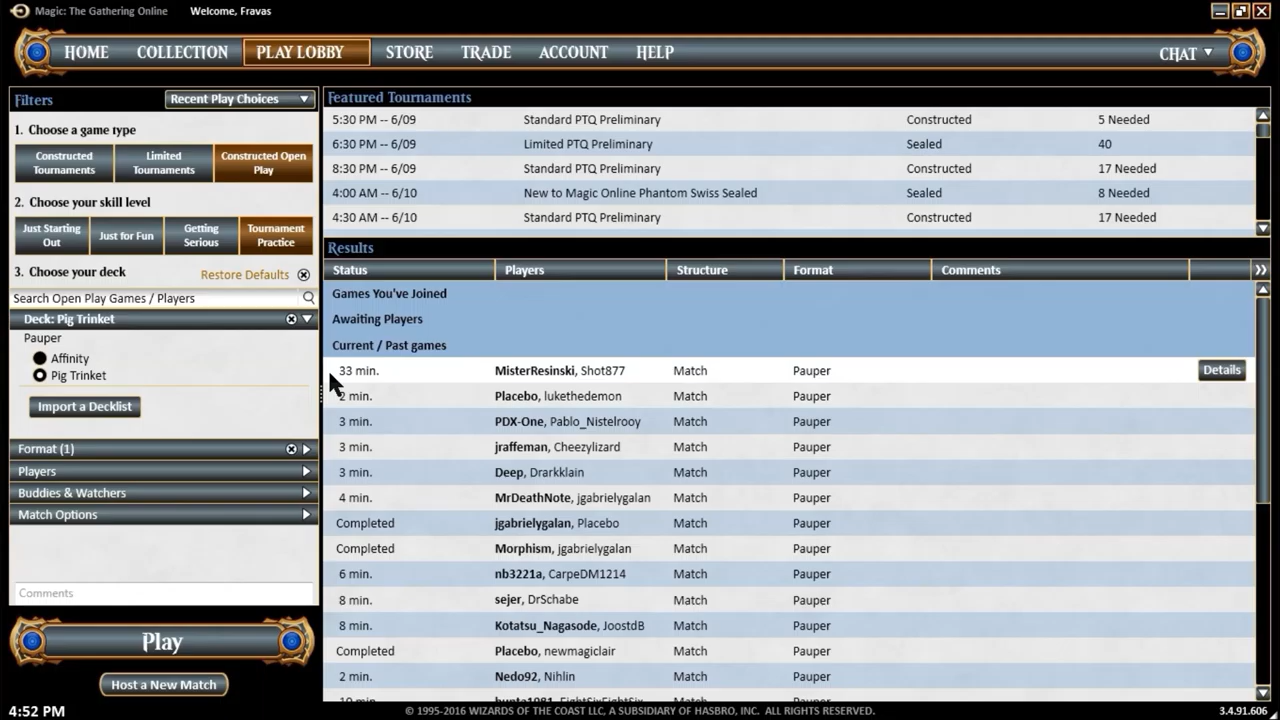 Magic: The Gathering Online Welcome, Fravas
HOME COLLECTION PLAY LOBBY STORE TRADE ACCOUNT HELP CHAT
Filters Recent Play Choices
1. Choose a game type
Constructed Tournaments Limited Tournaments Constructed Open Play
2. Choose your skill level
Just Starting Out Just for Fun Getting Serious Tournament Practice
3. Choose your deck Restore Defaults
Search Open Play Games / Players
Deck: Pig Trinket
Pauper
Affinity
Pig Trinket
Import a Decklist
Format (1)
Players
Buddies & Watchers
Match Options
Comments
Play
Host a New Match
4:52 PM
Featured Tournaments
5:30 PM -- 6/09 Standard PTQ Preliminary Constructed 5 Needed
6:30 PM -- 6/09 Limited PTQ Preliminary Sealed 40
8:30 PM -- 6/09 Standard PTQ Preliminary Constructed 17 Needed
4:00 AM -- 6/10 New to Magic Online Phantom Swiss Sealed Sealed 8 Needed
4:30 AM -- 6/10 Standard PTQ Preliminary Constructed 17 Needed
Results
Status Players Structure Format Comments
Games You've Joined
Awaiting Players
Current / Past games
33 min. MisterResinski, Shot877 Match Pauper Details
2 min. Placebo, lukethedemon Match Pauper
3 min. PDX-One, Pablo_Nistelrooy Match Pauper
3 min. jraffeman, Cheezylizard Match Pauper
3 min. Deep, Drarkklain Match Pauper
4 min. MrDeathNote, jgabrielygalan Match Pauper
Completed jgabrielygalan, Placebo Match Pauper
Completed Morphism, jgabrielygalan Match Pauper
6 min. nb3221a, CarpeDM1214 Match Pauper
8 min. sejer, DrSchabe Match Pauper
8 min. Kotatsu_Nagasode, JoostdB Match Pauper
Completed Placebo, newmagiclair Match Pauper
2 min. Nedo92, Nihlin Match Pauper
© 1995-2016 WIZARDS OF THE COAST LLC, A SUBSIDIARY OF HASBRO, INC. ALL RIGHTS RESERVED. 3.4.91.606